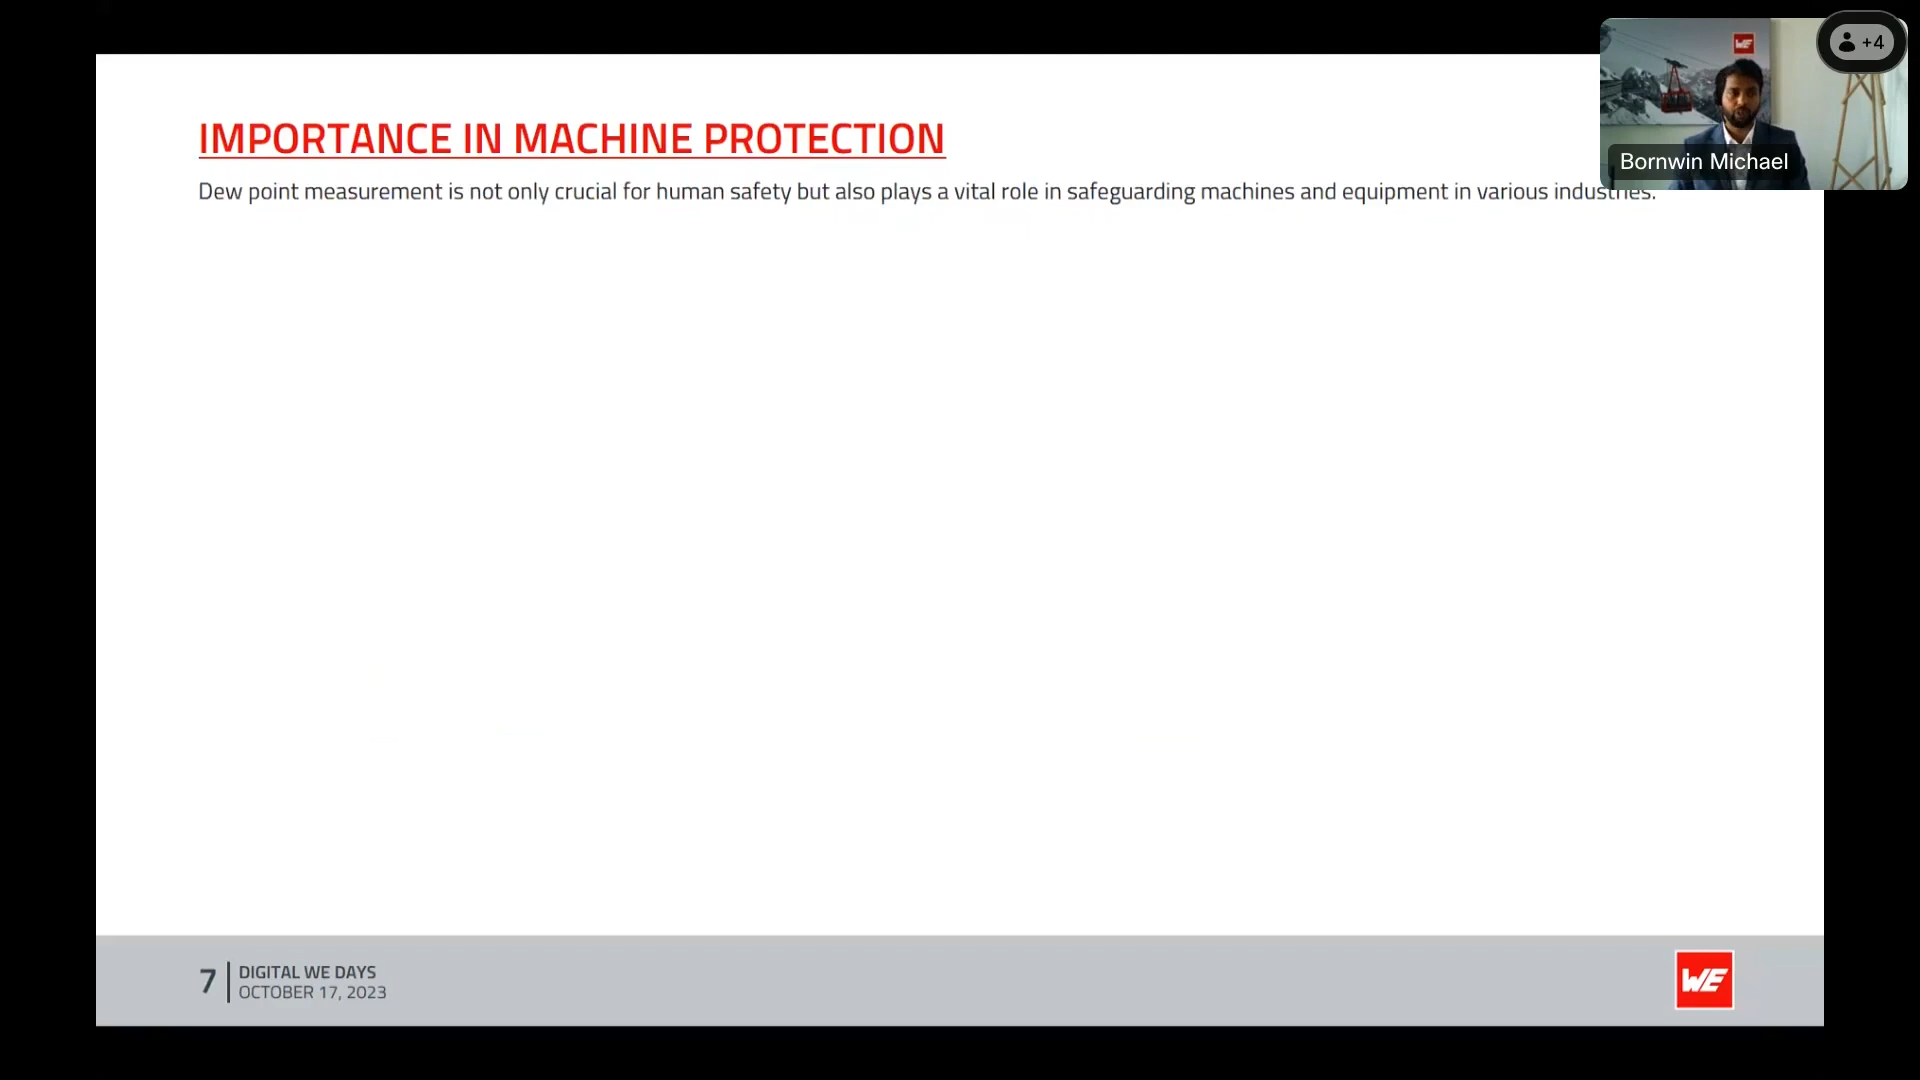 WE
+4
Bornwin Michael
IMPORTANCE IN MACHINE PROTECTION
Dew point measurement is not only crucial for human safety but also plays a vital role in safeguarding machines and equipment in various industries.
7
DIGITAL WE DAYS
OCTOBER 17, 2023
WE